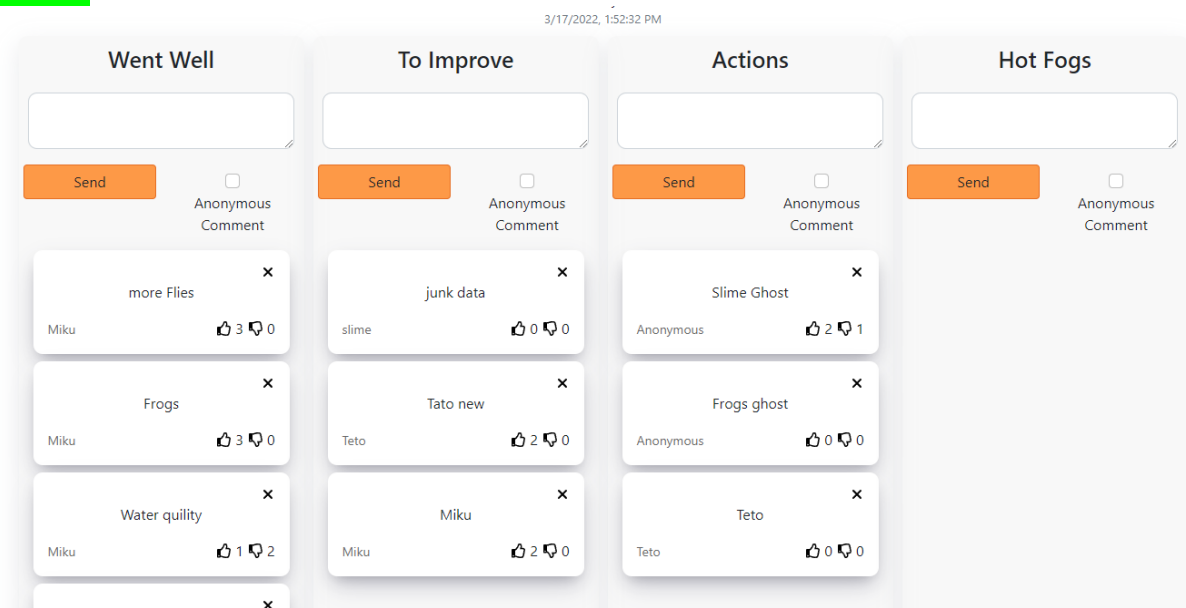 3/17/2022, 1:52:32 PM
Went Well
Send
Anonymous
Comment
more Flies
Miku
3 0
Frogs
Miku
3 0
Water quility
Miku
1 2
To Improve
Send
Anonymous
Comment
junk data
slime
0 0
Tato new
Teto
2 0
Miku
Miku
2 0
Actions
Send
Anonymous
Comment
Slime Ghost
Anonymous
2 1
Frogs ghost
Anonymous
0 0
Teto
Teto
0 0
Hot Fogs
Send
Anonymous
Comment